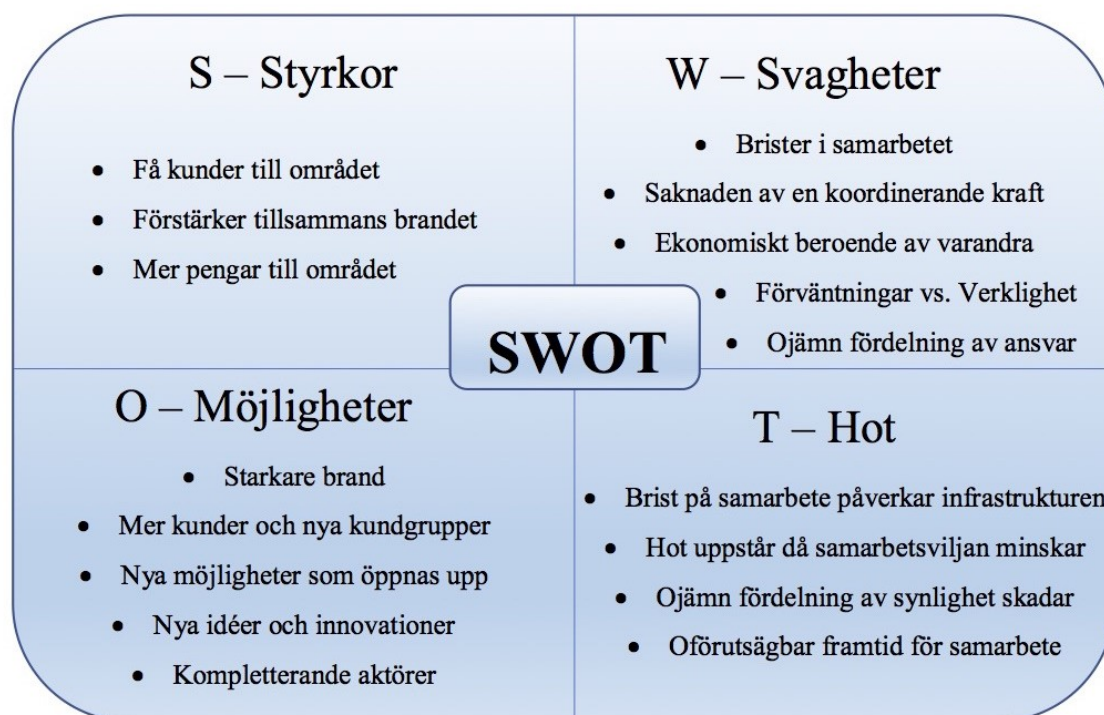 S – Styrkor
• Få kunder till området
• Förstärker tillsammans brandet
• Mer pengar till området
W – Svagheter
• Brister i samarbetet
• Saknaden av en koordinerande kraft
• Ekonomiskt beroende av varandra
• Förväntningar vs. Verklighet
• Ojämn fördelning av ansvar
SWOT
O – Möjligheter
• Starkare brand
• Mer kunder och nya kundgrupper
• Nya möjligheter som öppnas upp
• Nya idéer och innovationer
• Kompletterande aktörer
T – Hot
• Brist på samarbete påverkar infrastrukturen
• Hot uppstår då samarbetsviljan minskar
• Ojämn fördelning av synlighet skadar
• Oförutsägbar framtid för samarbete